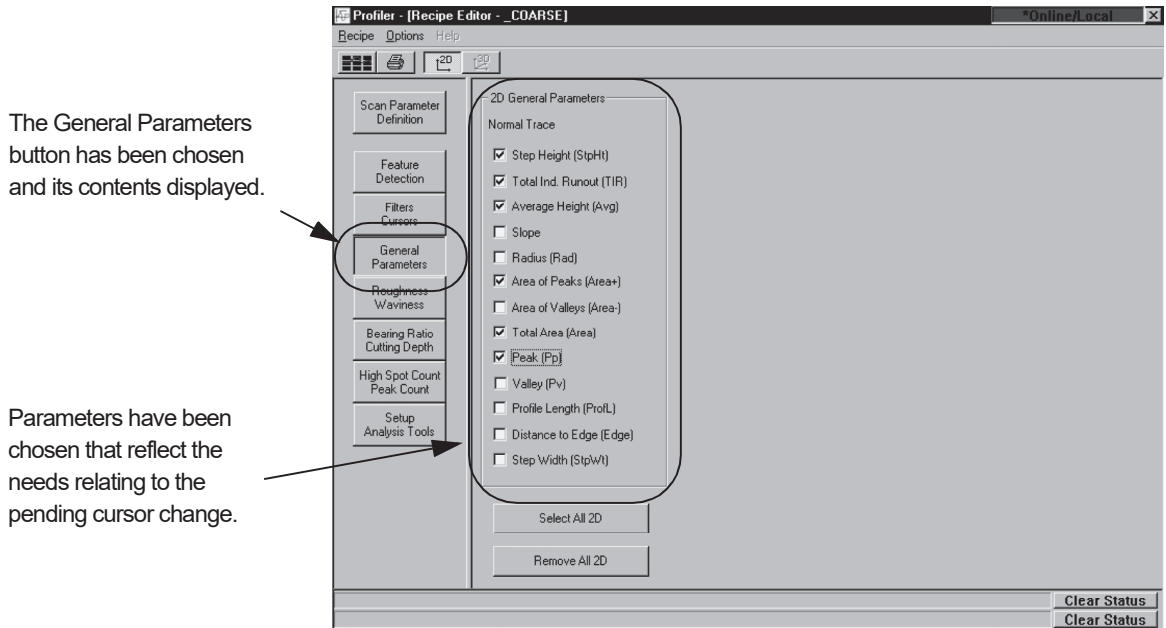 Profiler - [Recipe Editor - _COARSE]
*Online/Local
Recipe Options Help
2D
3D
The General Parameters
button has been chosen
and its contents displayed.
Parameters have been
chosen that reflect the
needs relating to the
pending cursor change.
Scan Parameter
Definition
Feature
Detection
Filters
Cursors
General
Parameters
Roughness
Waviness
Bearing Ratio
Cutting Depth
High Spot Count
Peak Count
Setup
Analysis Tools
2D General Parameters
Normal Trace
Step Height (StpHt)
Total Ind. Runout (TIR)
Average Height (Avg)
Slope
Radius (Rad)
Area of Peaks (Area+)
Area of Valleys (Area-)
Total Area (Area)
Peak (Pp)
Valley (Pv)
Profile Length (ProfL)
Distance to Edge (Edge)
Step Width (StpWt)
Select All 2D
Remove All 2D
Clear Status
Clear Status